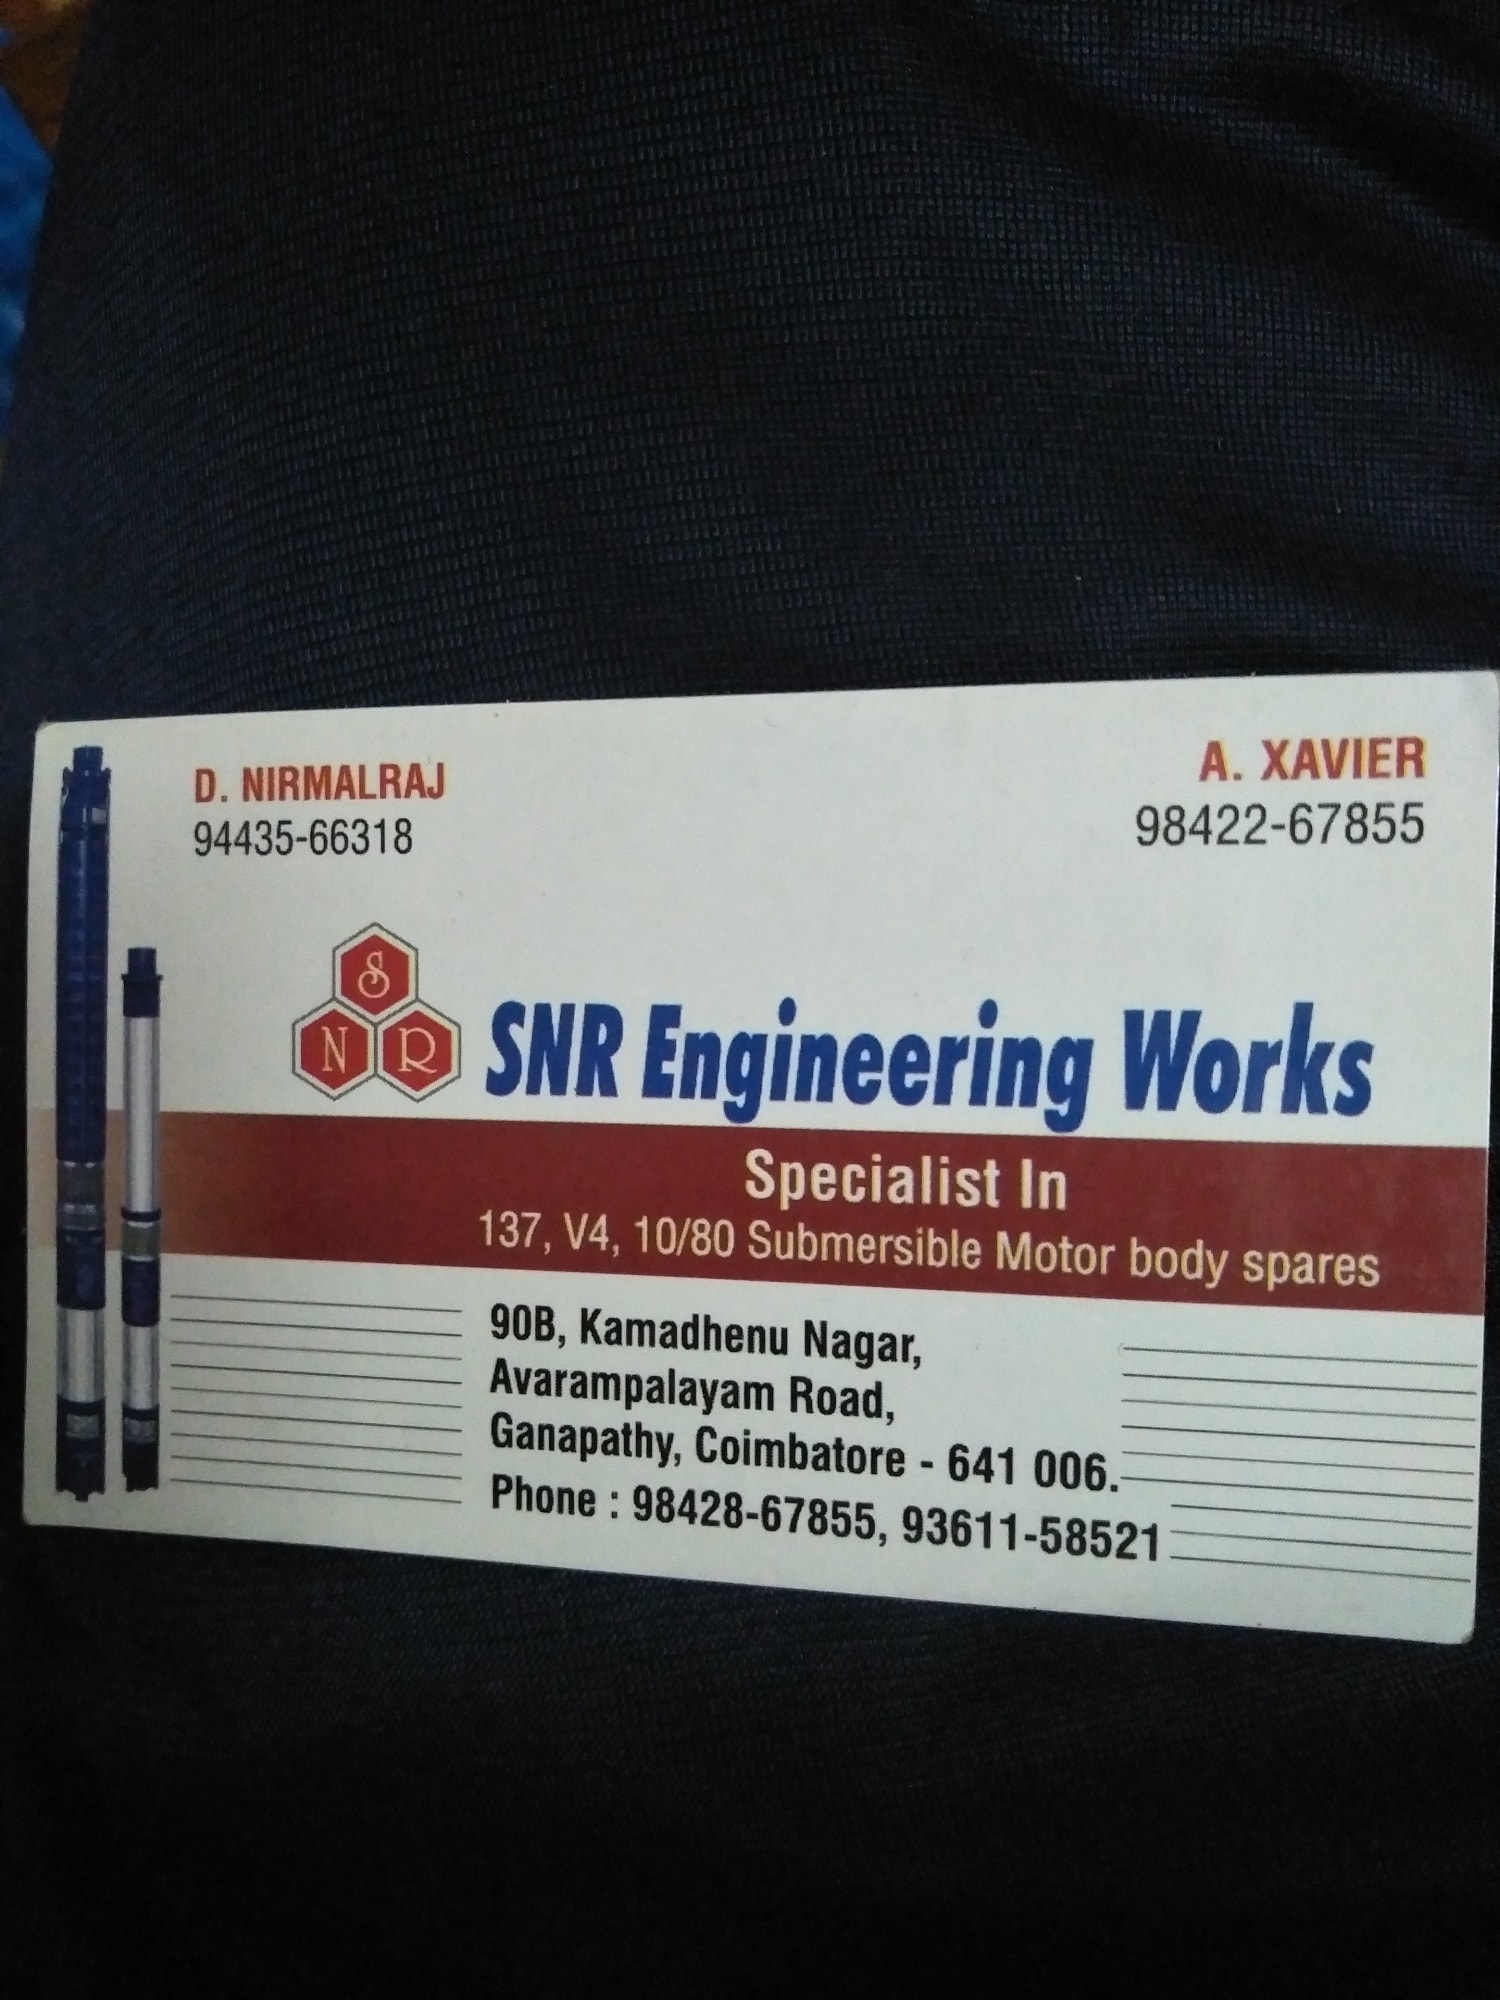 D. NIRMALRAJ
94435-66318
A. XAVIER
98422-67855
S
N R
SNR Engineering Works
Specialist In
137, V4, 10/80 Submersible Motor body spares
90B, Kamadhenu Nagar,
Avarampalayam Road,
Ganapathy, Coimbatore - 641 006.
Phone : 98428-67855, 93611-58521